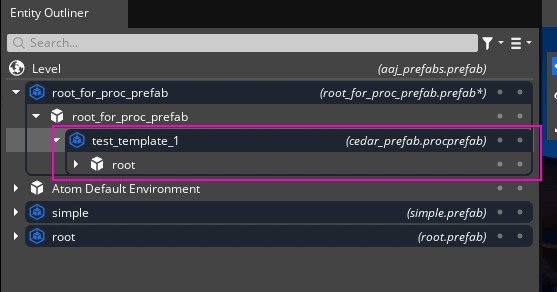 Entity Outliner
Search...
Level (aaj_prefabs.prefab)
root_for_proc_prefab (root_for_proc_prefab.prefab*)
root_for_proc_prefab
test_template_1 (cedar_prefab.procprefab)
root
Atom Default Environment
simple (simple.prefab)
root (root.prefab)